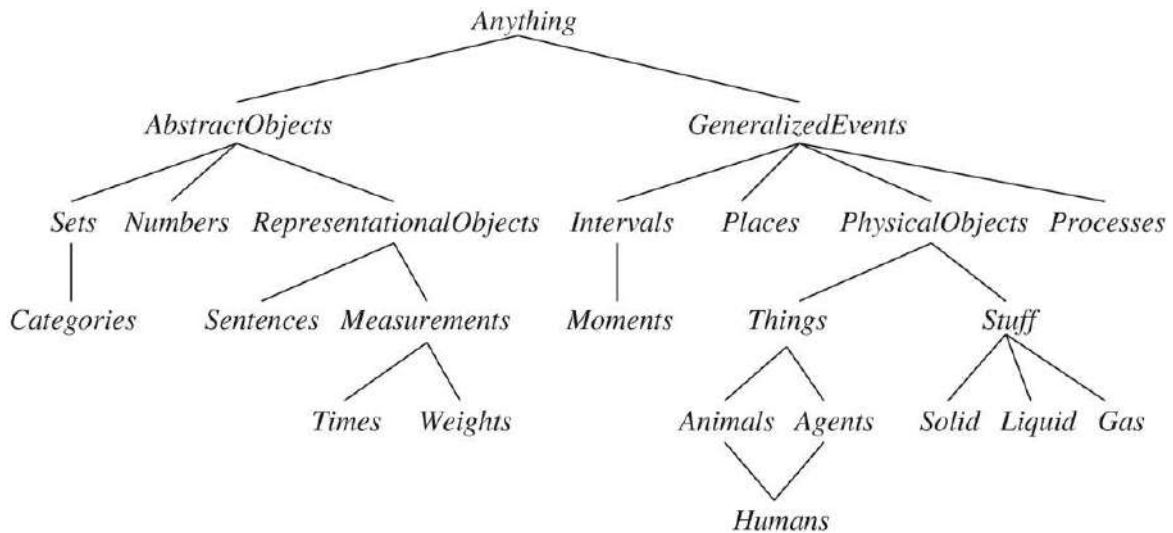 Anything
AbstractObjects GeneralizedEvents
Sets Numbers RepresentationalObjects Intervals Places PhysicalObjects Processes
Categories Sentences Measurements Moments Things Stuff
Times Weights Animals Agents Solid Liquid Gas
Humans